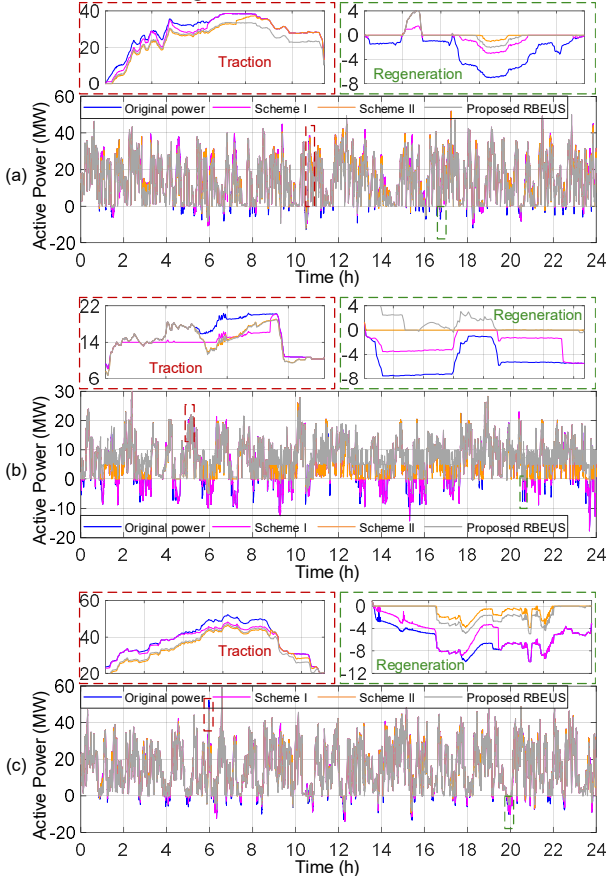 40
20
0
Traction
4
0
-4
-8
Regeneration
60
40
20
0
-20
Active Power (MW)
Original power Scheme I Scheme II Proposed RBEUS
(a)
0 2 4 6 8 10 12 14 16 18 20 22 24
Time (h)
22
14
6
Traction
4
0
-4
-8
Regeneration
30
20
10
0
-10
-20
Active Power (MW)
(b)
Original power Scheme I Scheme II Proposed RBEUS
0 2 4 6 8 10 12 14 16 18 20 22 24
Time (h)
60
40
20
Traction
0
-4
-8
-12
Regeneration
60
40
20
0
-20
Active Power (MW)
Original power Scheme I Scheme II Proposed RBEUS
(c)
0 2 4 6 8 10 12 14 16 18 20 22 24
Time (h)